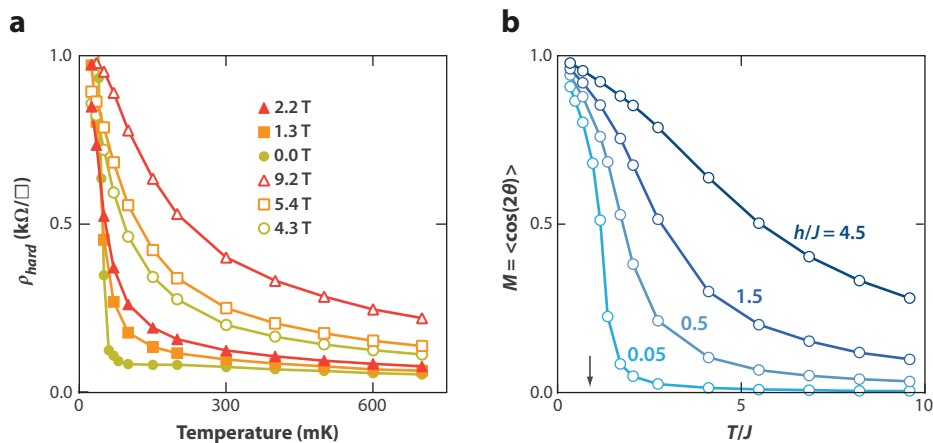 a
1.0
0.5
0.0
ρhard (kΩ/□)
0
300
600
Temperature (mK)
2.2 T
1.3 T
0.0 T
9.2 T
5.4 T
4.3 T
b
1.0
0.5
0.0
M = <cos(2θ)>
0
5
10
T/J
h/J = 4.5
1.5
0.5
0.05